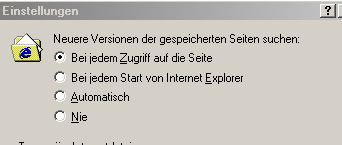 Einstellungen
Neuere Versionen der gespeicherten Seiten suchen:
Bei jedem Zugriff auf die Seite
Bei jedem Start von Internet Explorer
Automatisch
Nie